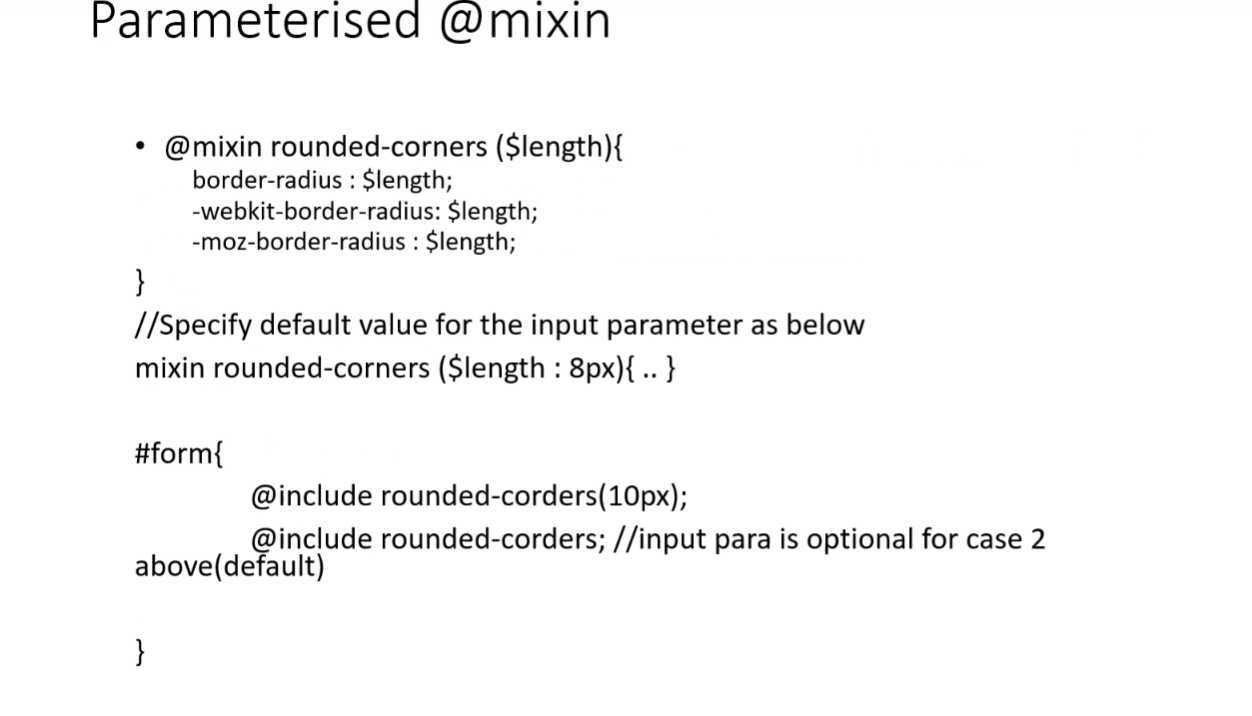 Parameterised @mixin
• @mixin rounded-corners ($length){
border-radius : $length;
-webkit-border-radius: $length;
-moz-border-radius : $length;
}
//Specify default value for the input parameter as below
mixin rounded-corners ($length : 8px){ .. }
#form{
@include rounded-corders(10px);
@include rounded-corders; //input para is optional for case 2
above(default)
}